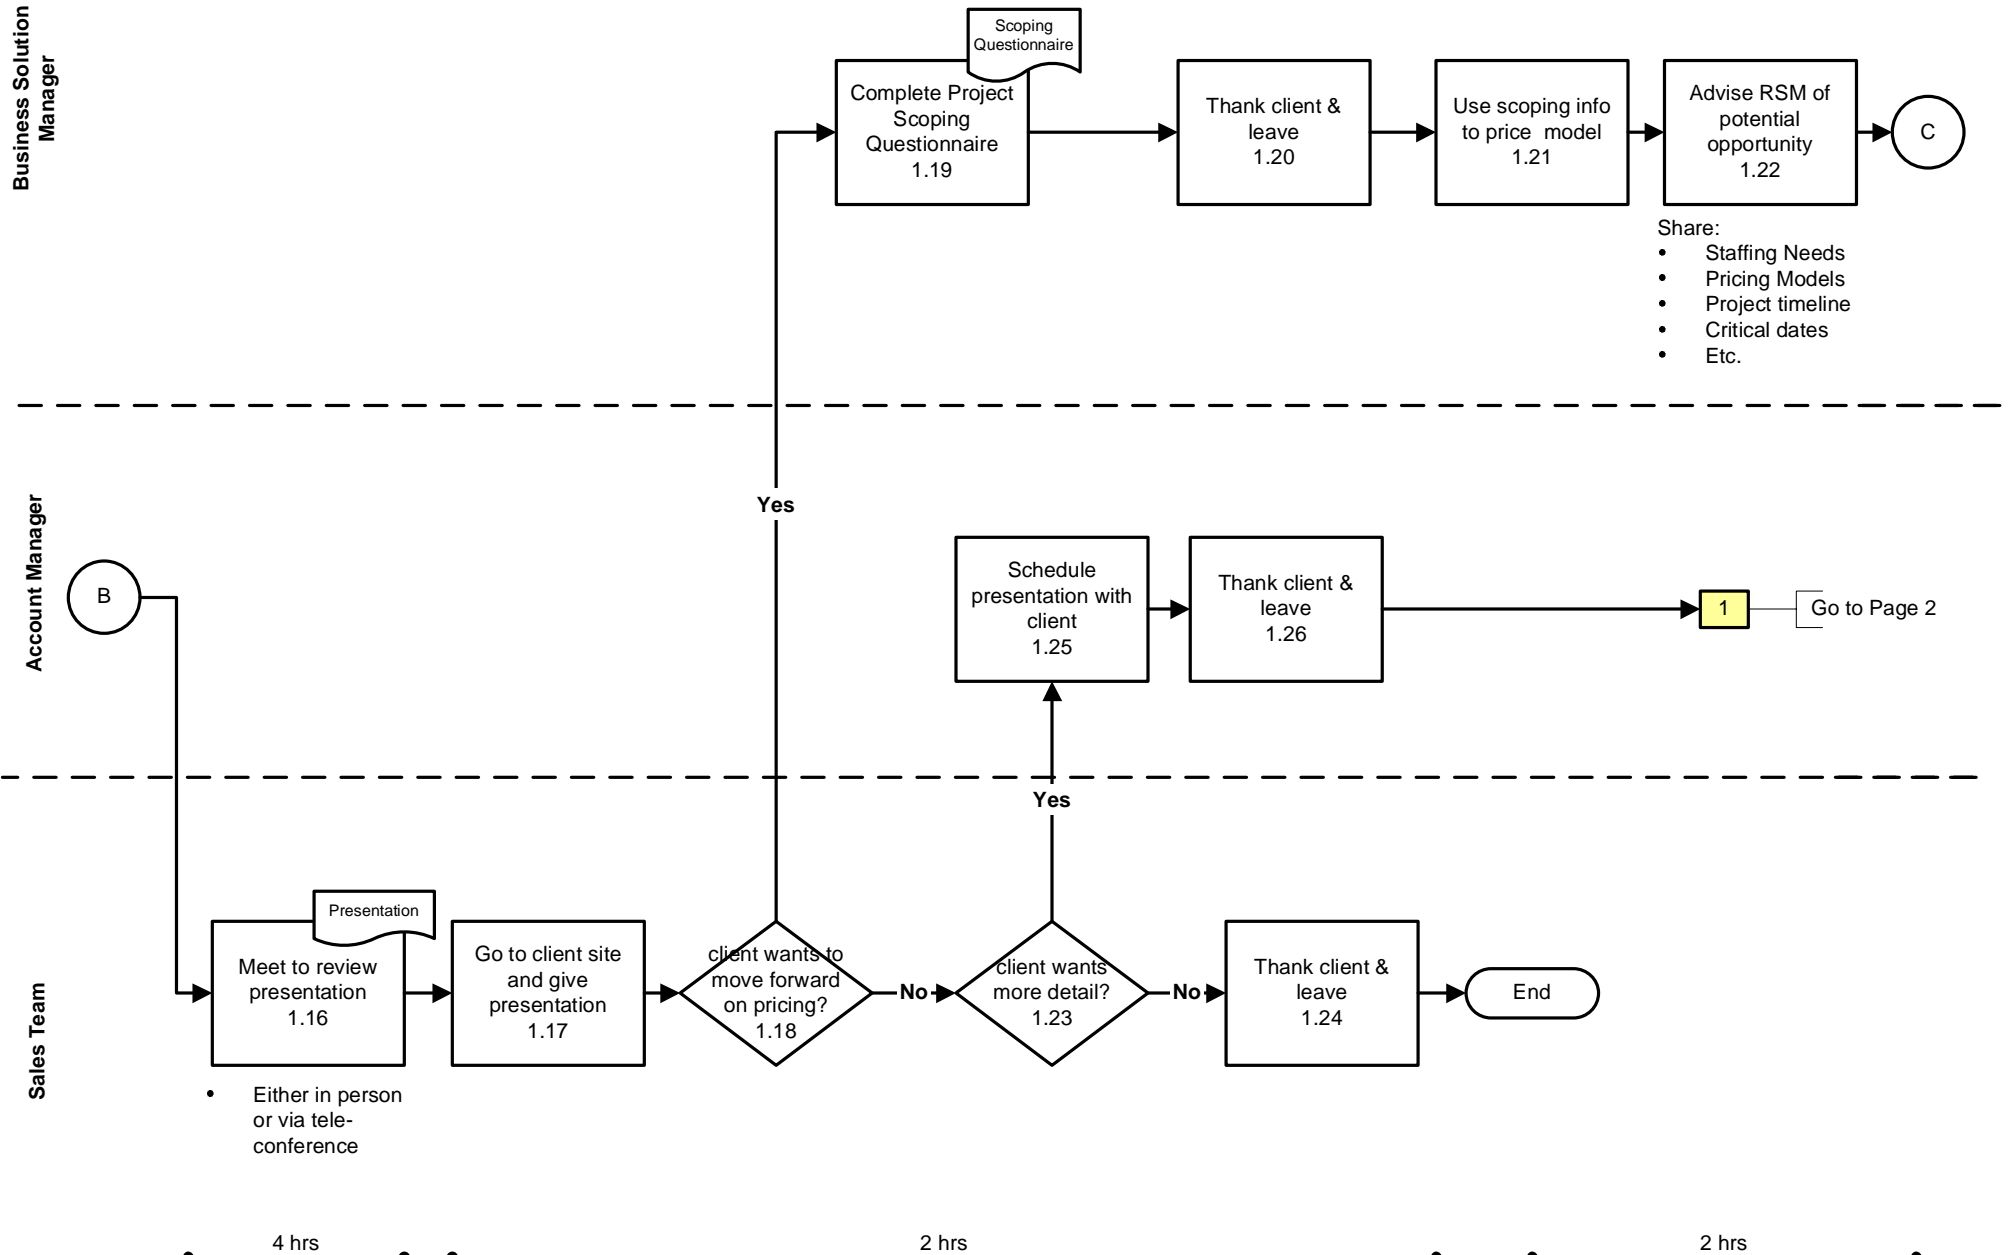 Business Solution
Manager
Scoping
Questionnaire
Complete Project
Scoping
Questionnaire
1.19
Thank client &
leave
1.20
Use scoping info
to price  model
1.21
Advise RSM of
potential
opportunity
1.22
C
Share:
• Staffing Needs
• Pricing Models
• Project timeline
• Critical dates
• Etc.
Account Manager
B
Yes
Schedule
presentation with
client
1.25
Thank client &
leave
1.26
1
Go to Page 2
Yes
Sales Team
Presentation
Meet to review
presentation
1.16
Go to client site
and give
presentation
1.17
client wants to
move forward
on pricing?
1.18
No
client wants
more detail?
1.23
No
Thank client &
leave
1.24
End
• Either in person
or via tele-
conference
4 hrs
2 hrs
2 hrs